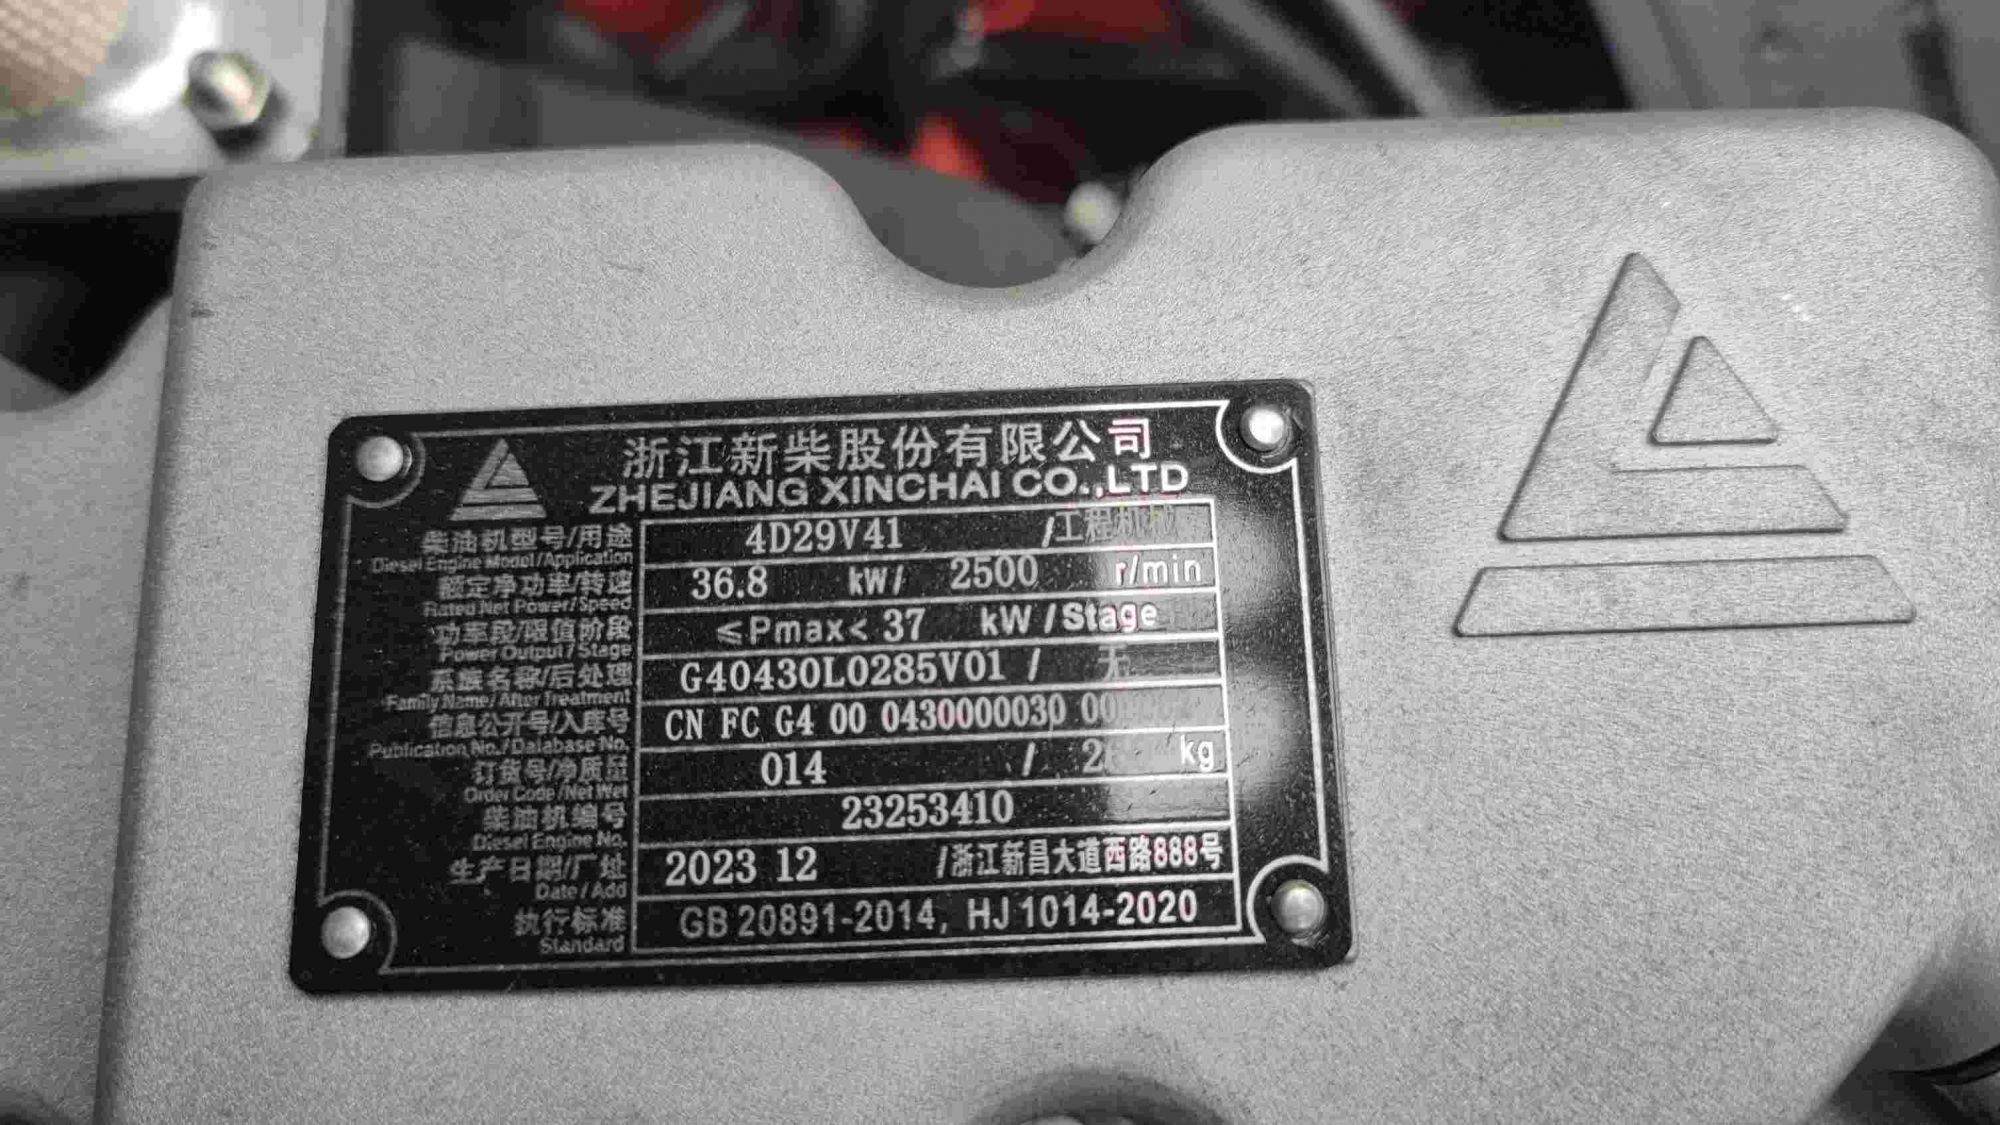 浙江新柴股份有限公司
ZHEJIANG XINCHAI CO.,LTD
柴油机型号/用途 4D29V41 /工程机械
Diesel Engine Model/Application
额定净功率/转速 36.8 kW/ 2500 r/min
Rated Net Power/Speed
功率段/限值阶段 ≤Pmax< 37 kW /Stage
Power Output/Stage
系族名称/后处理 G40430L0285V01 / 无
Family Name/After Treatment
信息公开号/入库号 CN FC G4 00 0430000030
Publication No./Database No.
订货号/净质量 014 / kg
Order Code/Net Wet
柴油机编号 23253410
Diesel Engine No.
生产日期/厂址 2023 12 /浙江新昌大道西路888号
Date/Add
执行标准 GB 20891-2014, HJ 1014-2020
Standard